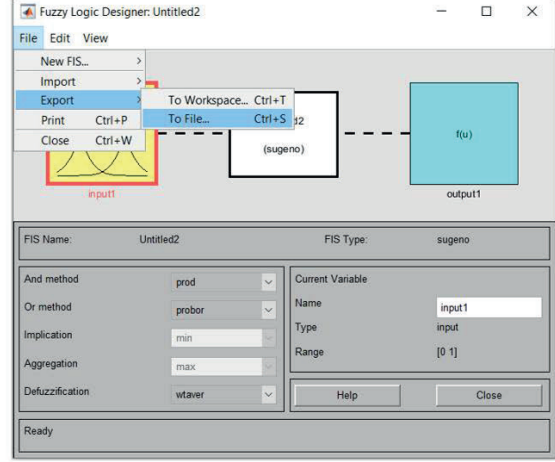 Fuzzy Logic Designer: Untitled2
File Edit View
New FIS... >
Import >
Export >
Print Ctrl+P
Close Ctrl+W
To Workspace... Ctrl+T
To File... Ctrl+S
(sugeno)
f(u)
input1
output1
FIS Name: Untitled2 FIS Type: sugeno
And method prod
Or method probor
Implication min
Aggregation max
Defuzzification wtaver
Current Variable
Name input1
Type input
Range [0 1]
Help Close
Ready